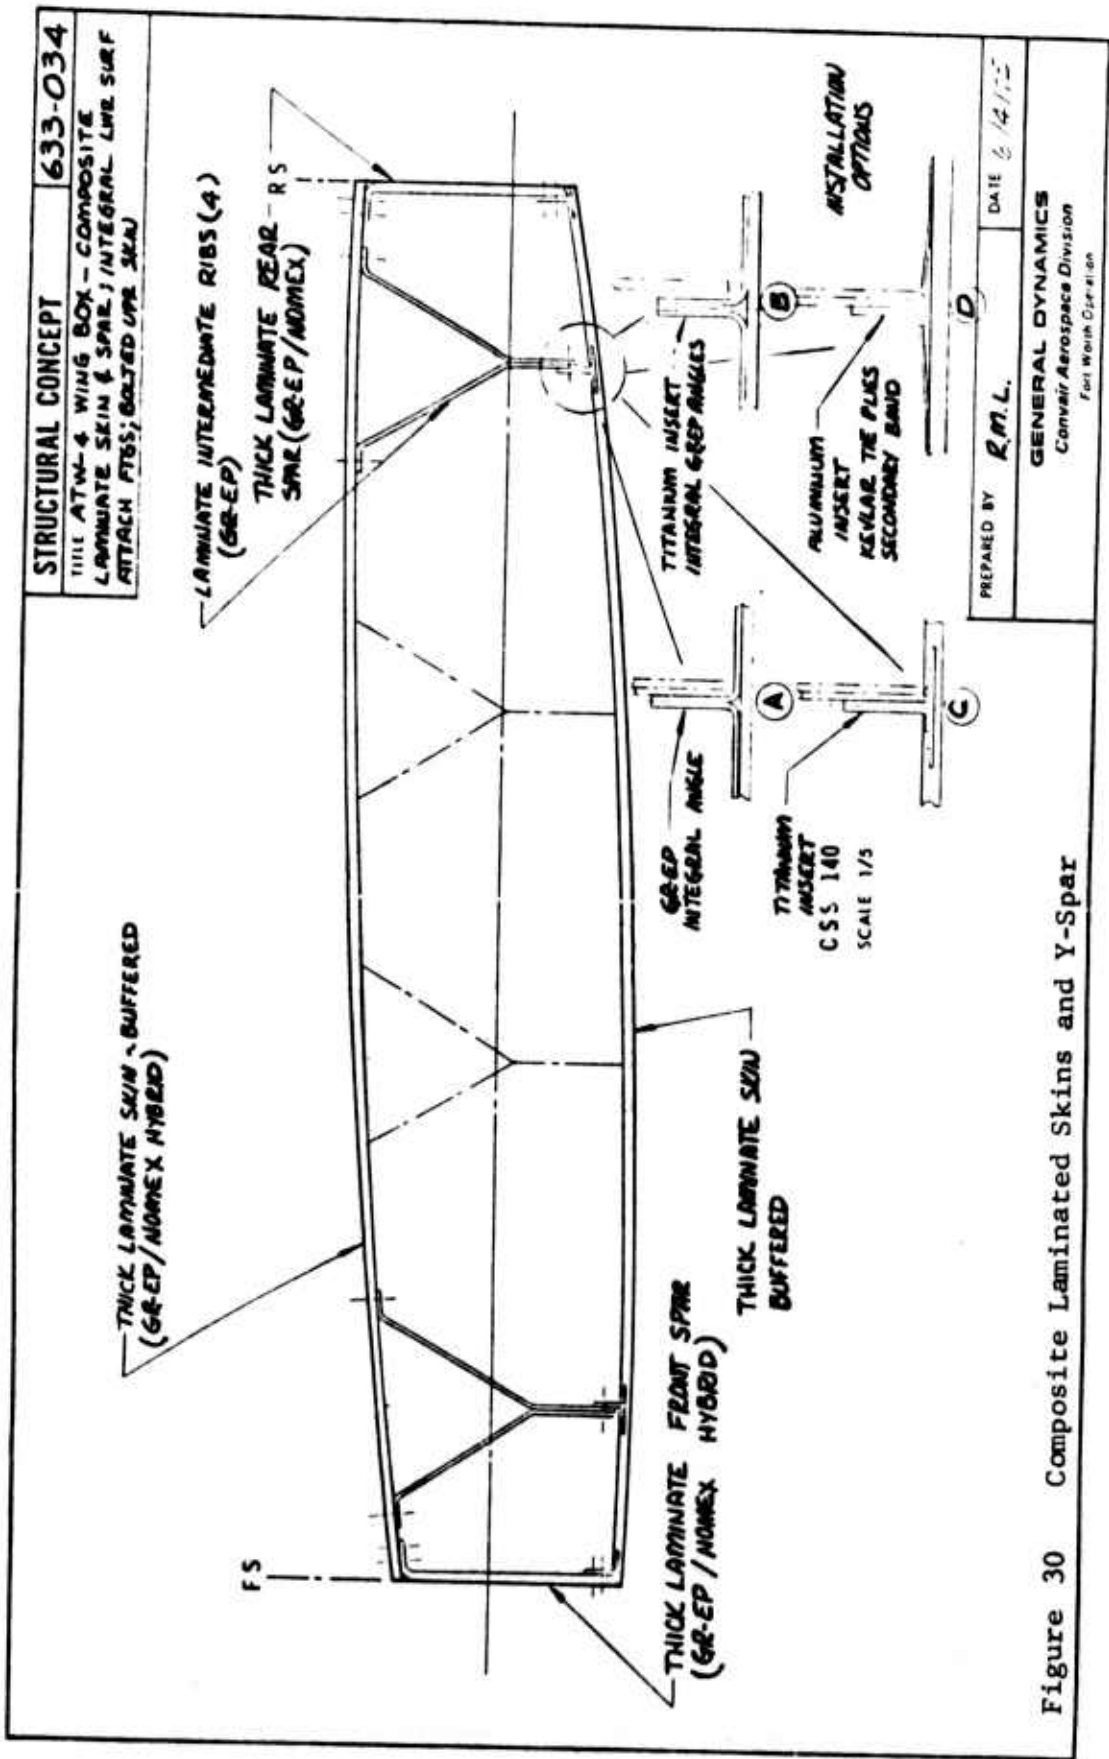 STRUCTURAL CONCEPT
633-034
TITLE ATW-4 WING BOX - COMPOSITE
LAMINATE SKIN & SPAR; INTEGRAL LWR SURF
ATTACH FTGS; BOLTED UPR SKIN
THICK LAMINATE SKIN - BUFFERED
(GR-EP/NOMEX HYBRID)
LAMINATE INTERMEDIATE RIBS (4)
(GR-EP)
THICK LAMINATE REAR
SPAR (GR-EP/NOMEX)
RS
FS
THICK LAMINATE FRONT SPAR
(GR-EP / NOMEX HYBRID)
THICK LAMINATE SKIN
BUFFERED
GR-EP
INTEGRAL ANGLE
A
TITANIUM INSERT
INTEGRAL GR-EP ANGLES
B
INSTALLATION
OPTIONS
TITANIUM
INSERT
C
CSS 140
SCALE 1/5
ALUMINUM
INSERT
KEVLAR TIE PLIES
SECONDARY BOND
D
PREPARED BY R.M.L.
DATE
GENERAL DYNAMICS
Convair Aerospace Division
Fort Worth Operation
Figure 30 Composite Laminated Skins and Y-Spar